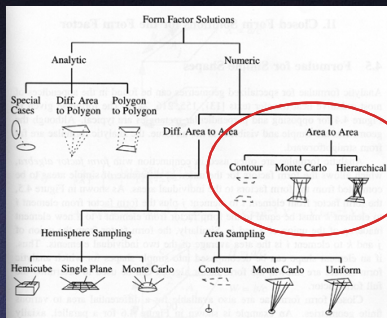 Form Factor Solutions
Analytic
Numeric
Special Cases
Diff. Area to Polygon
Polygon to Polygon
Diff. Area to Area
Area to Area
Contour
Monte Carlo
Hierarchical
Hemisphere Sampling
Area Sampling
Hemicube
Single Plane
Monte Carlo
Contour
Monte Carlo
Uniform